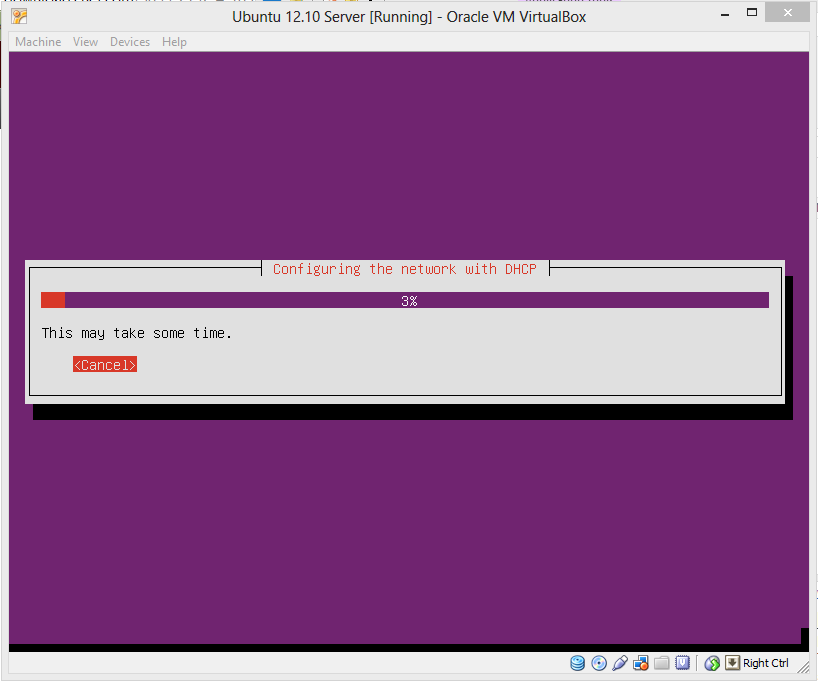 Ubuntu 12.10 Server [Running] - Oracle VM VirtualBox
Machine View Devices Help
Configuring the network with DHCP
3%
This may take some time.
<Cancel>
Right Ctrl